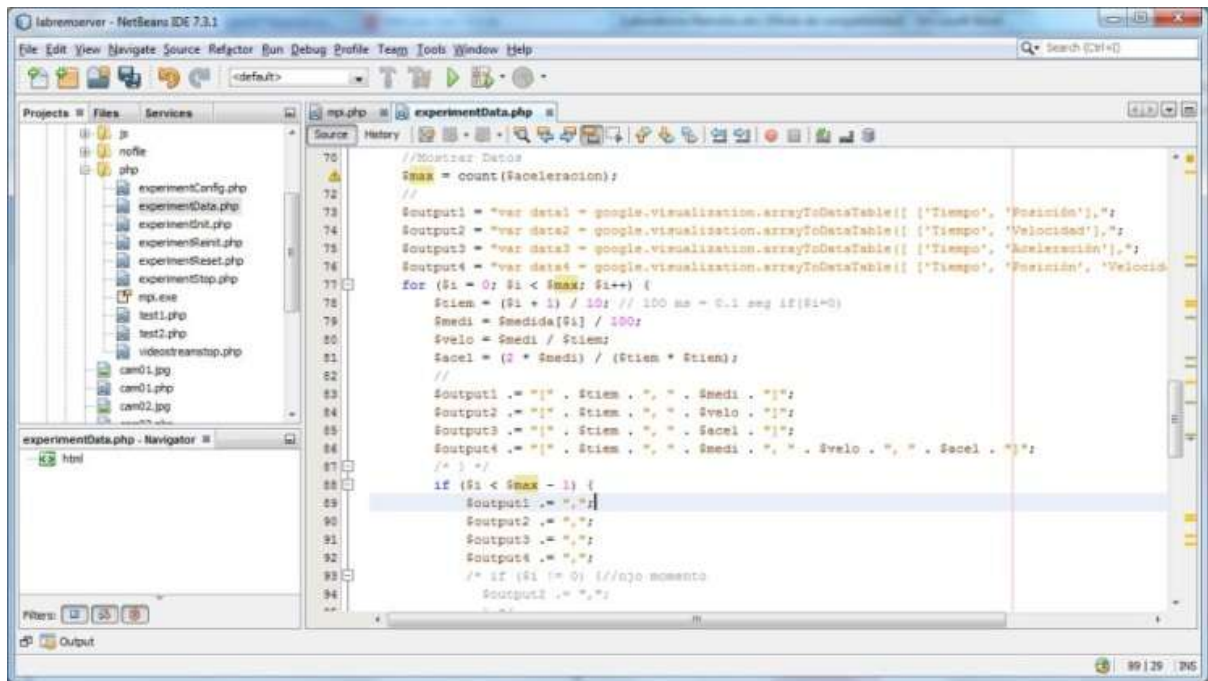 labremserver - NetBeans IDE 7.3.1
File Edit View Navigate Source Refactor Run Debug Profile Team Tools Window Help
Search (Ctrl+I)
<default>
Projects Files Services
js
nofile
php
experimentConfig.php
experimentData.php
experimentInit.php
experimentReinit.php
experimentReset.php
experimentStop.php
mpi.exe
test1.php
test2.php
videostreamstop.php
cam01.jpg
cam01.php
cam02.jpg
experimentData.php - Navigator
html
Filters:
Output
mpi.php experimentData.php
Source History
70 //Mostrar Datos
$max = count($aceleracion);
72 //
73 $output1 = "var data1 = google.visualization.arrayToDataTable([ ['Tiempo', 'Posición'],";
74 $output2 = "var data2 = google.visualization.arrayToDataTable([ ['Tiempo', 'Velocidad'],";
75 $output3 = "var data3 = google.visualization.arrayToDataTable([ ['Tiempo', 'Aceleración'],";
76 $output4 = "var data4 = google.visualization.arrayToDataTable([ ['Tiempo', 'Posición', 'Velocid
77 for ($i = 0; $i < $max; $i++) {
78 $tiem = ($i + 1) / 10; // 100 ms = 0.1 seg if($i=0)
79 $medi = $medida[$i] / 100;
80 $velo = $medi / $tiem;
81 $acel = (2 * $medi) / ($tiem * $tiem);
82 //
83 $output1 .= "[" . $tiem . ", " . $medi . "]";
84 $output2 .= "[" . $tiem . ", " . $velo . "]";
85 $output3 .= "[" . $tiem . ", " . $acel . "]";
86 $output4 .= "[" . $tiem . ", " . $medi . ", " . $velo . ", " . $acel . "]";
87 /* } */
88 if ($i < $max - 1) {
89 $output1 .= ",";
90 $output2 .= ",";
91 $output3 .= ",";
92 $output4 .= ",";
93 /* if ($i != 0) {//ojo momento
94 $output2 .= ",";
89 | 29 INS